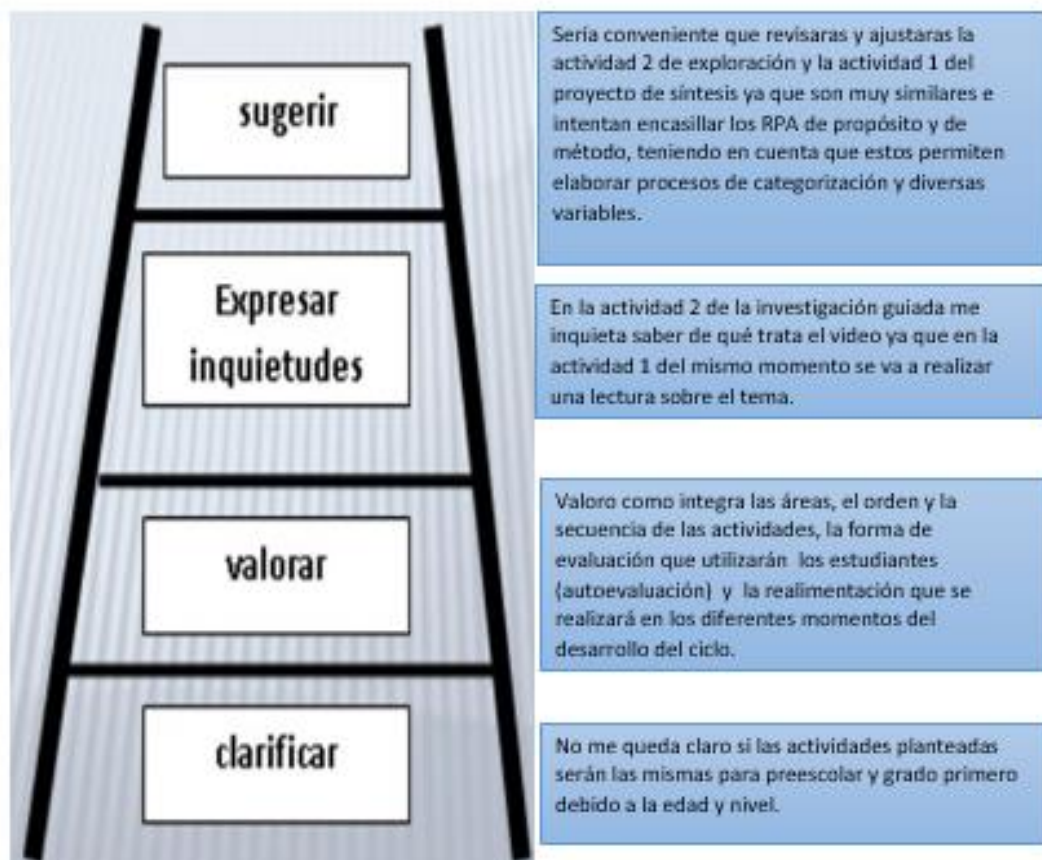 sugerir
Sería conveniente que revisaras y ajustaras la
actividad 2 de exploración y la actividad 1 del
proyecto de síntesis ya que son muy similares e
intentan encasillar los RPA de propósito y de
método, teniendo en cuenta que estos permiten
elaborar procesos de categorización y diversas
variables.
Expresar
inquietudes
En la actividad 2 de la investigación guiada me
inquieta saber de qué trata el video ya que en la
actividad 1 del mismo momento se va a realizar
una lectura sobre el tema.
valorar
Valoro como integra las áreas, el orden y la
secuencia de las actividades, la forma de
evaluación que utilizarán los estudiantes
(autoevaluación) y la realimentación que se
realizará en los diferentes momentos del
desarrollo del ciclo.
clarificar
No me queda claro si las actividades planteadas
serán las mismas para preescolar y grado primero
debido a la edad y nivel.